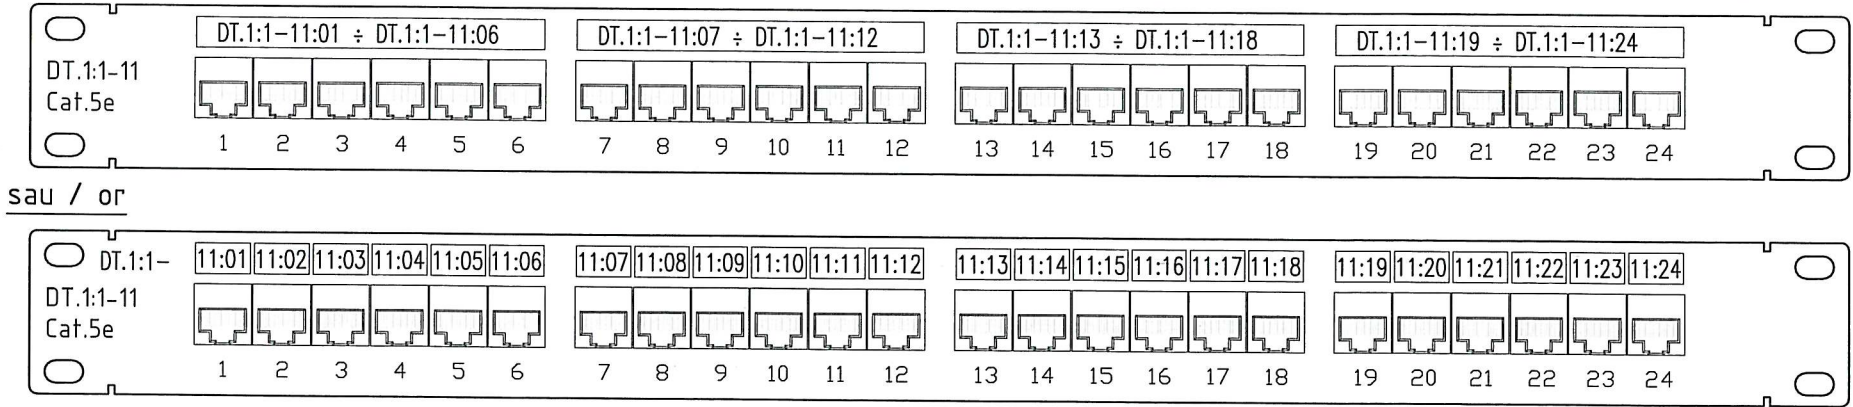 DT.1:1-11:01 ÷ DT.1:1-11:06 DT.1:1-11:07 ÷ DT.1:1-11:12 DT.1:1-11:13 ÷ DT.1:1-11:18 DT.1:1-11:19 ÷ DT.1:1-11:24
DT.1:1-11
Cat.5e
1 2 3 4 5 6 7 8 9 10 11 12 13 14 15 16 17 18 19 20 21 22 23 24
sau / or
DT.1:1- 11:01 11:02 11:03 11:04 11:05 11:06 11:07 11:08 11:09 11:10 11:11 11:12 11:13 11:14 11:15 11:16 11:17 11:18 11:19 11:20 11:21 11:22 11:23 11:24
DT.1:1-11
Cat.5e
1 2 3 4 5 6 7 8 9 10 11 12 13 14 15 16 17 18 19 20 21 22 23 24